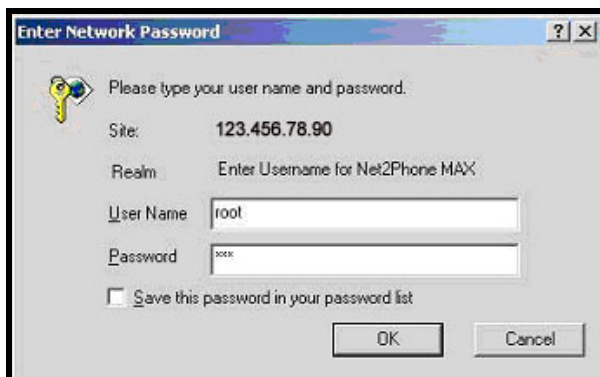 Enter Network Password
Please type your user name and password.
Site: 123.456.78.90
Realm Enter Username for Net2Phone MAX
User Name root
Password xxx
Save this password in your password list
OK Cancel